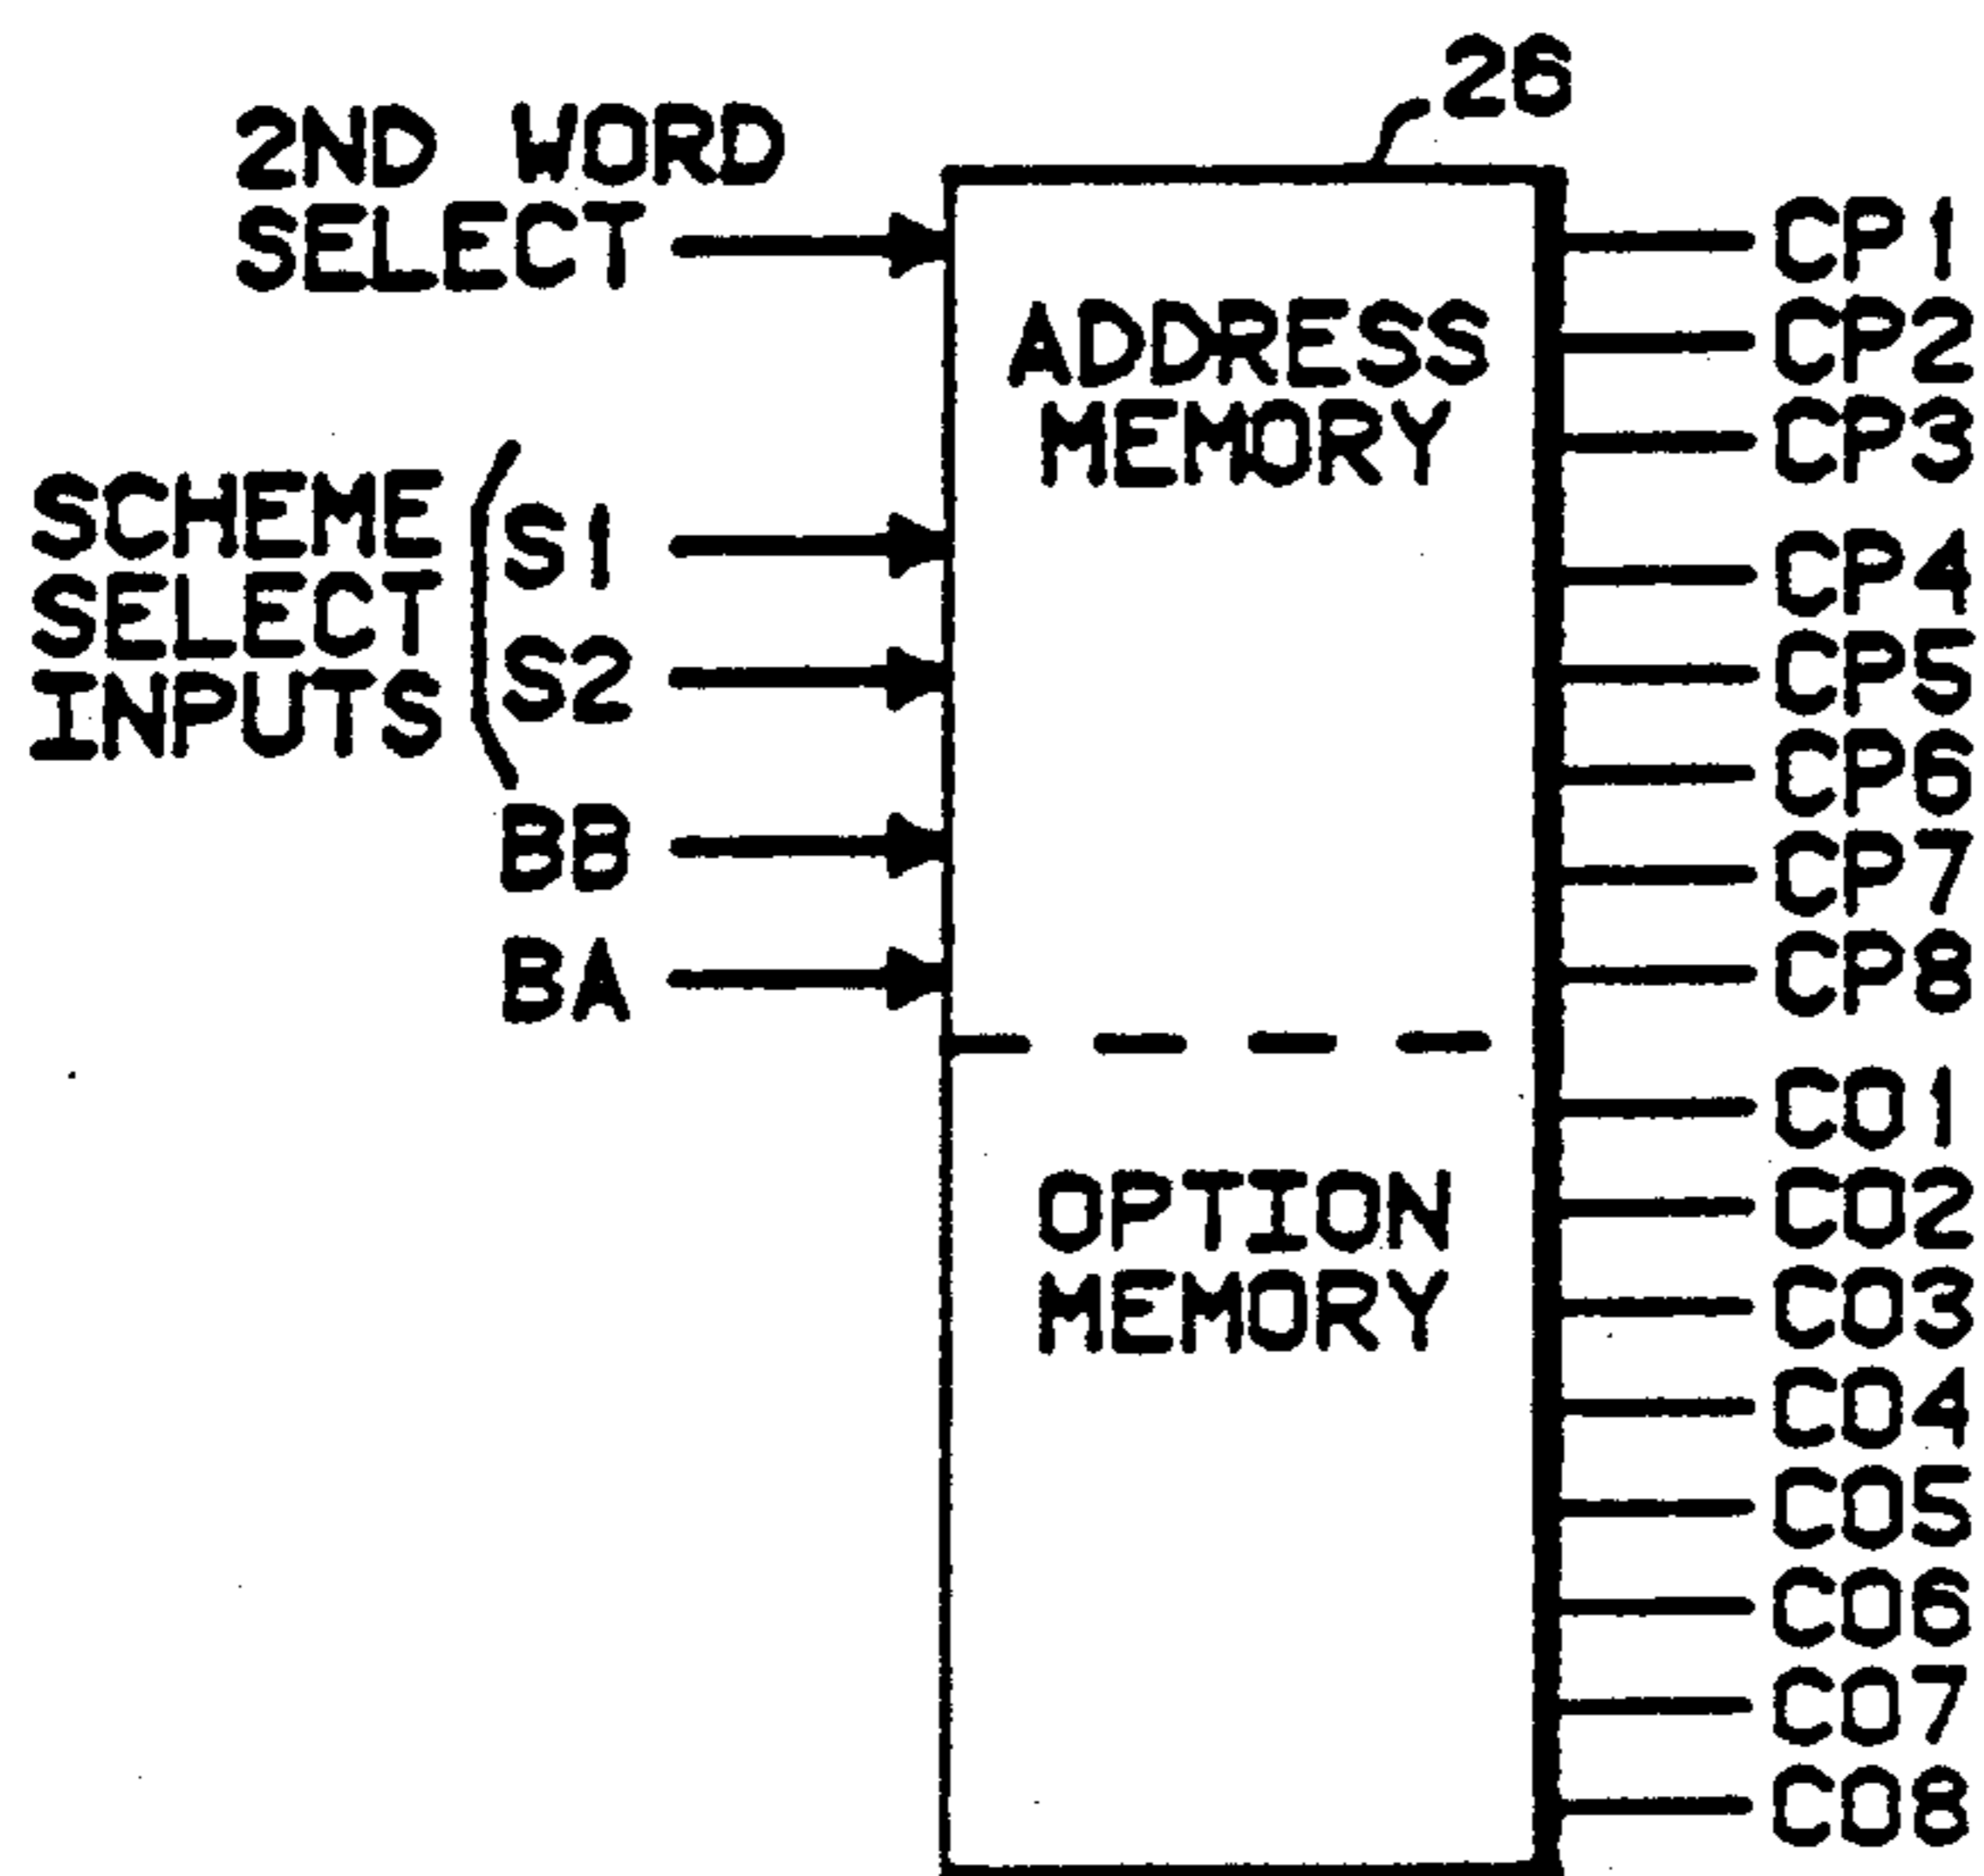 26
2ND WORD
SELECT
ADDRESS
MEMORY
SCHEME
SELECT
INPUTS
S1
S2
BB
BA
OPTION
MEMORY
CP1
CP2
CP3
CP4
CP5
CP6
CP7
CP8
CO1
CO2
CO3
CO4
CO5
CO6
CO7
CO8